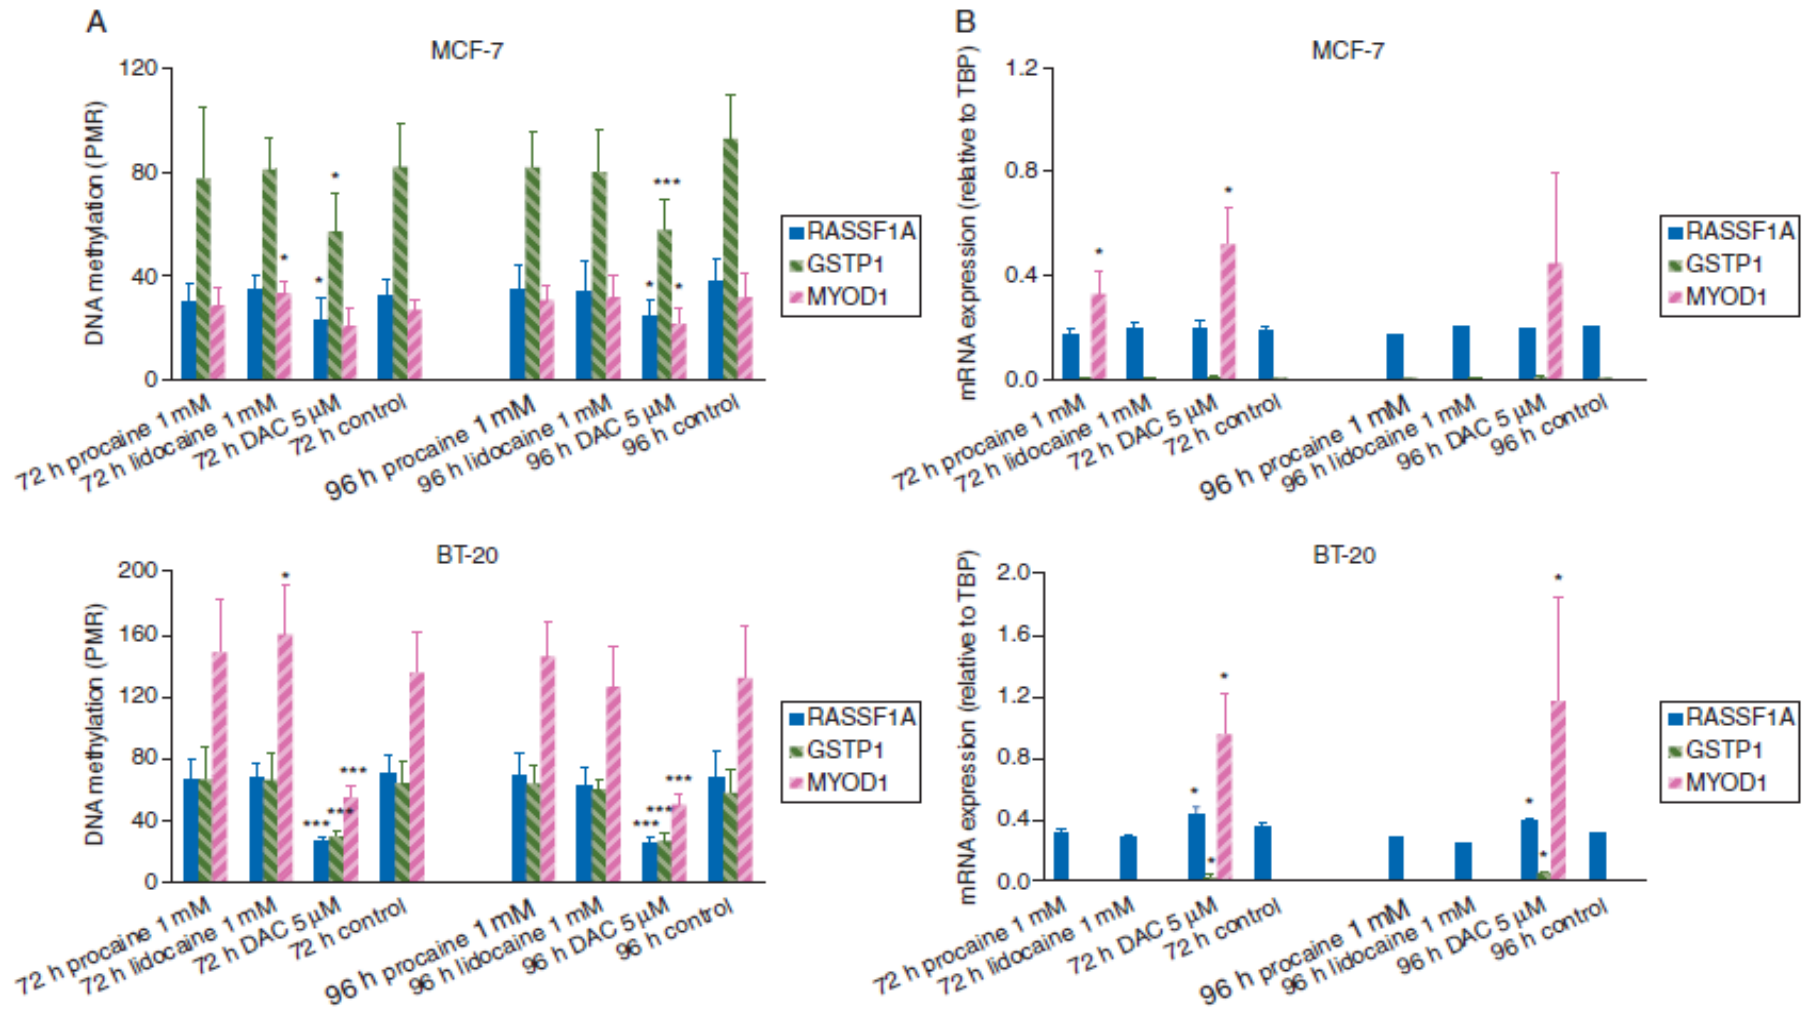 A
MCF-7
DNA methylation (PMR)
120
80
40
0
*
*
*
***
*
*
72 h procaine 1 mM
72 h lidocaine 1 mM
72 h DAC 5 µM
72 h control
96 h procaine 1 mM
96 h lidocaine 1 mM
96 h DAC 5 µM
96 h control
RASSF1A
GSTP1
MYOD1
B
MCF-7
mRNA expression (relative to TBP)
1.2
0.8
0.4
0.0
*
*
72 h procaine 1 mM
72 h lidocaine 1 mM
72 h DAC 5 µM
72 h control
96 h procaine 1 mM
96 h lidocaine 1 mM
96 h DAC 5 µM
96 h control
RASSF1A
GSTP1
MYOD1
BT-20
DNA methylation (PMR)
200
160
120
80
40
0
*
***
***
***
***
***
***
72 h procaine 1 mM
72 h lidocaine 1 mM
72 h DAC 5 µM
72 h control
96 h procaine 1 mM
96 h lidocaine 1 mM
96 h DAC 5 µM
96 h control
RASSF1A
GSTP1
MYOD1
BT-20
mRNA expression (relative to TBP)
2.0
1.6
1.2
0.8
0.4
0.0
*
*
*
*
*
*
72 h procaine 1 mM
72 h lidocaine 1 mM
72 h DAC 5 µM
72 h control
96 h procaine 1 mM
96 h lidocaine 1 mM
96 h DAC 5 µM
96 h control
RASSF1A
GSTP1
MYOD1